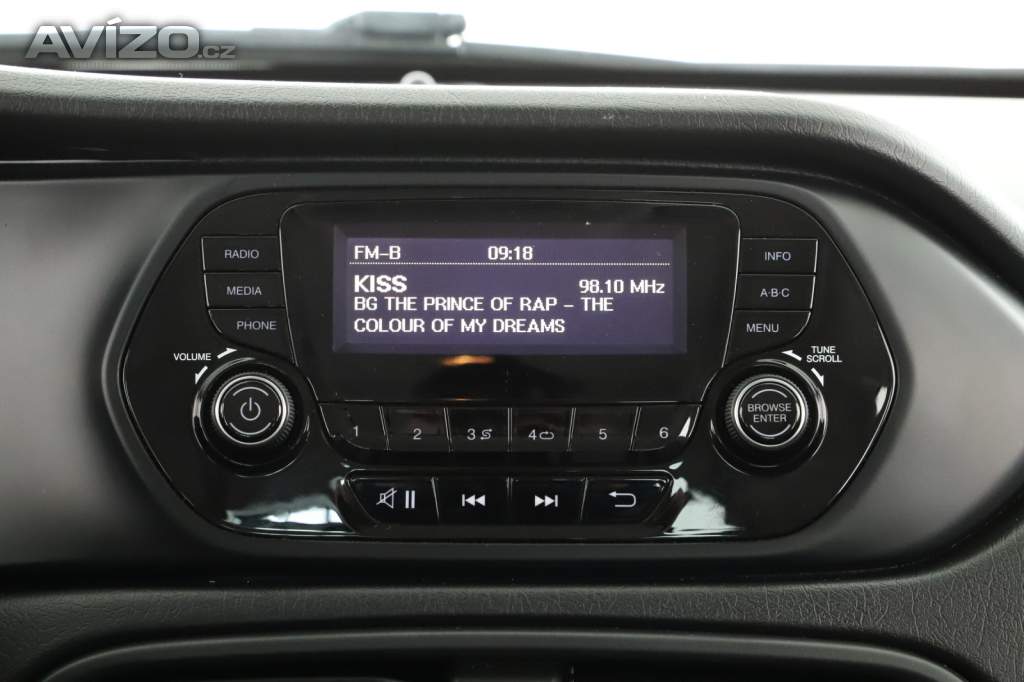 AVÍZO.cz
FM-B 09:18
KISS 98.10 MHz
BG THE PRINCE OF RAP - THE
COLOUR OF MY DREAMS
RADIO
MEDIA
PHONE
INFO
A·B·C
MENU
VOLUME
TUNE
SCROLL
BROWSE
ENTER
1 2 3 4 5 6